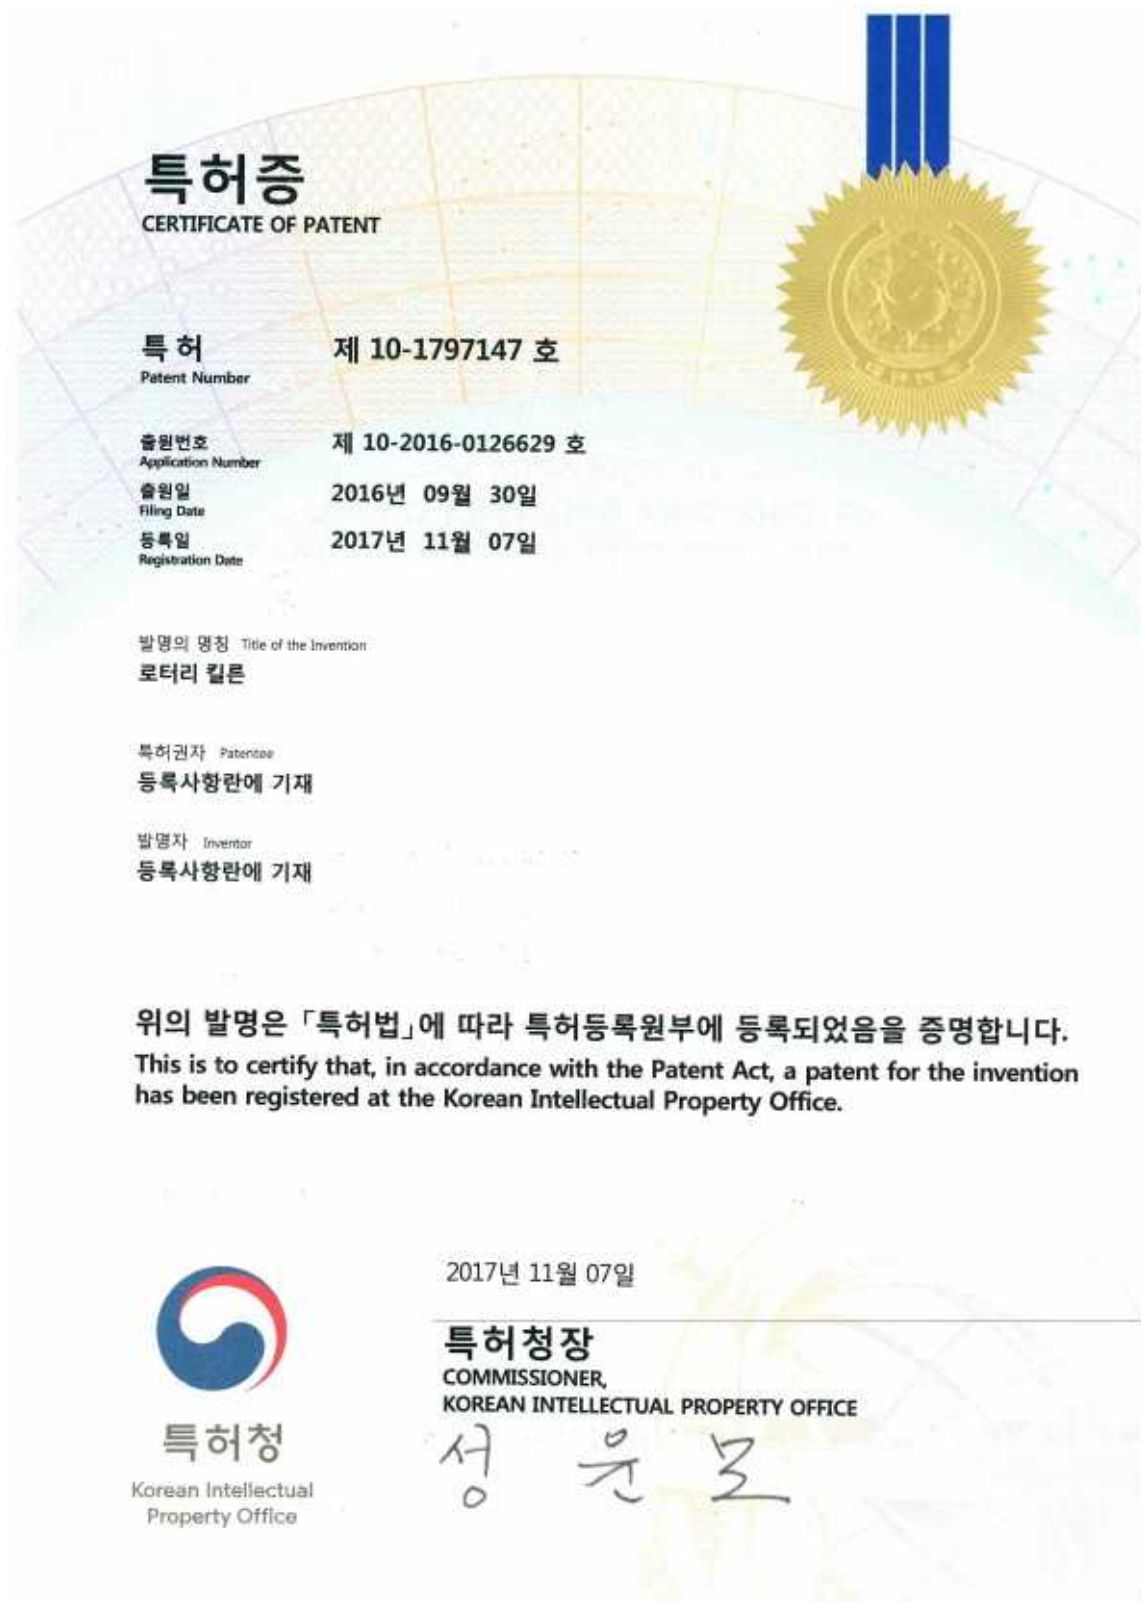 특허증
CERTIFICATE OF PATENT
특허 제 10-1797147 호
Patent Number
출원번호 제 10-2016-0126629 호
Application Number
출원일 2016년 09월 30일
Filing Date
등록일 2017년 11월 07일
Registration Date
발명의 명칭 Title of the Invention
로터리 킬른
특허권자 Patentee
등록사항란에 기재
발명자 Inventor
등록사항란에 기재
위의 발명은 「특허법」에 따라 특허등록원부에 등록되었음을 증명합니다.
This is to certify that, in accordance with the Patent Act, a patent for the invention
has been registered at the Korean Intellectual Property Office.
2017년 11월 07일
특허청장
COMMISSIONER,
KOREAN INTELLECTUAL PROPERTY OFFICE
성 윤 모
특허청
Korean Intellectual
Property Office